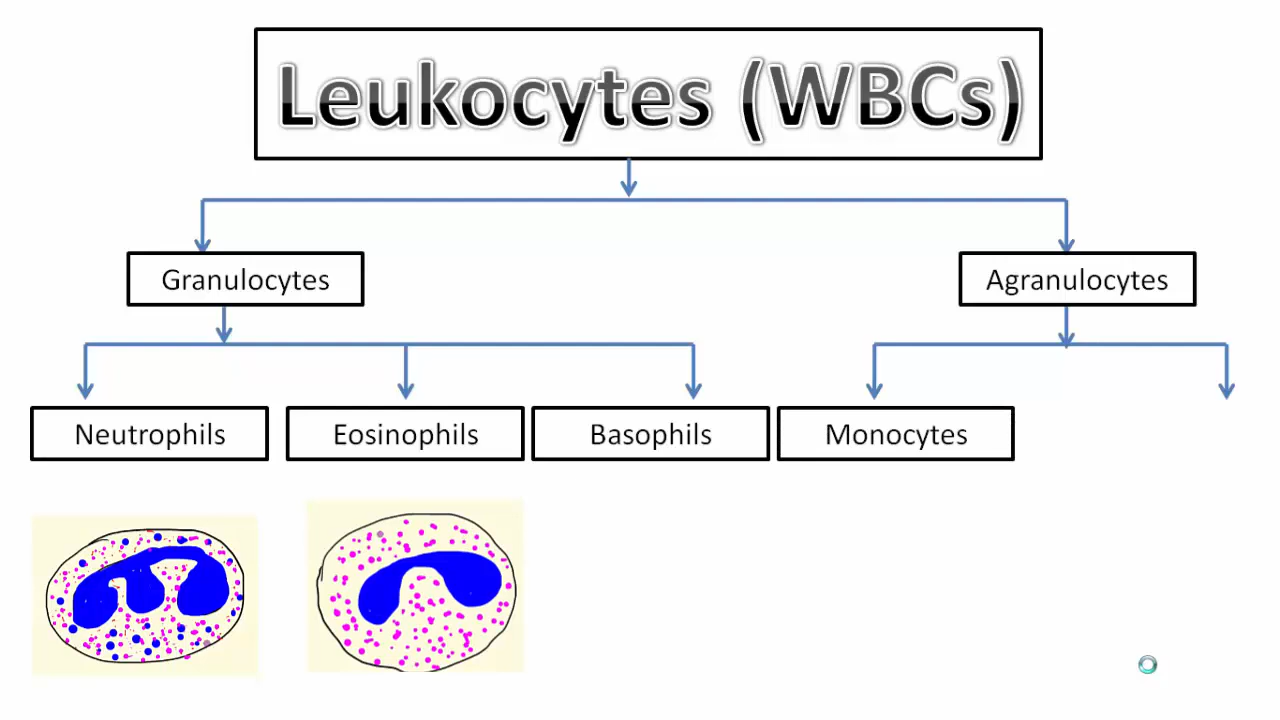 Leukocytes (WBCs)
Granulocytes
Agranulocytes
Neutrophils
Eosinophils
Basophils
Monocytes